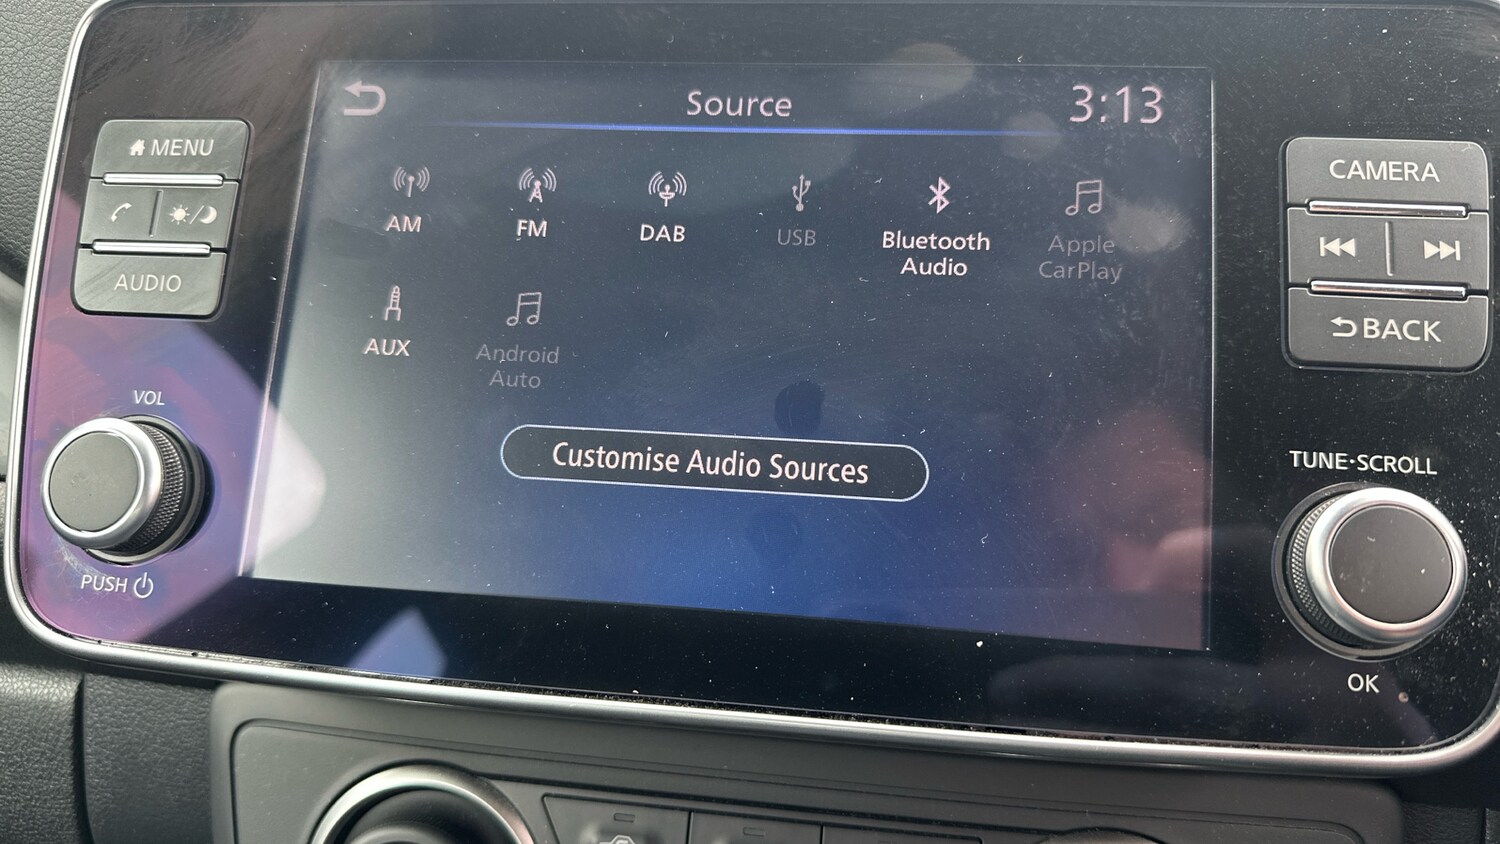 Source
3:13
MENU
AUDIO
AM
FM
DAB
USB
Bluetooth
Audio
Apple
CarPlay
AUX
Android
Auto
Customise Audio Sources
CAMERA
BACK
VOL
PUSH
TUNE·SCROLL
OK